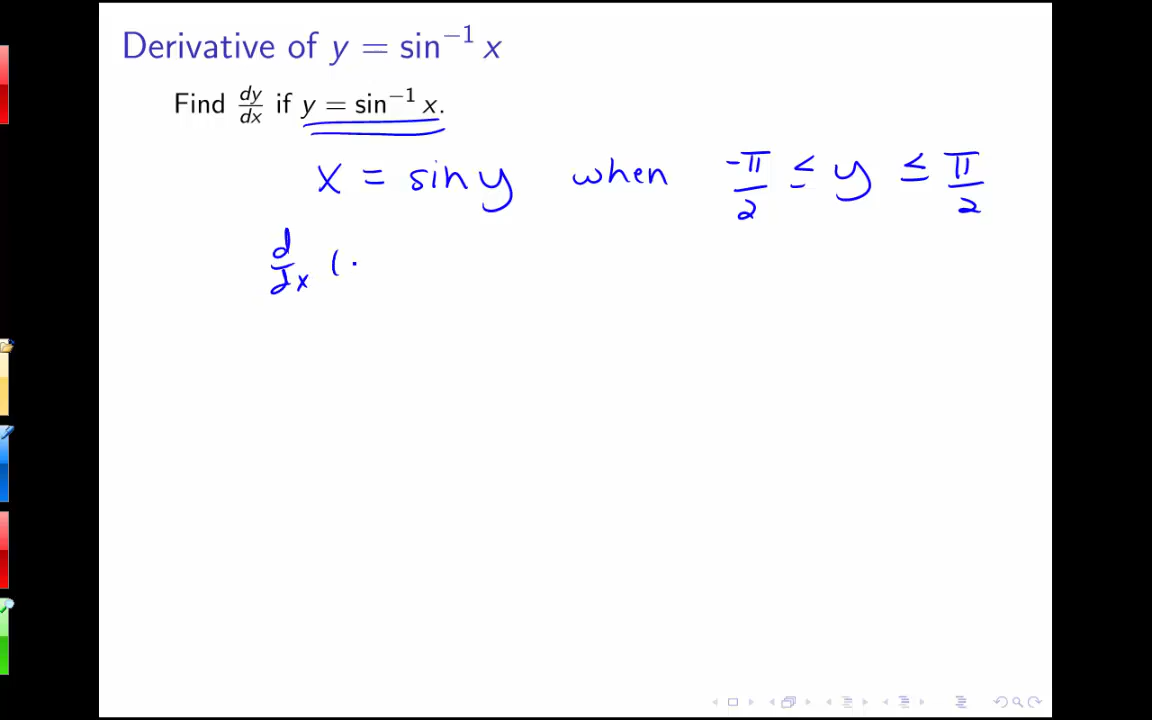 Derivative of y = sin⁻¹ x
Find dy/dx if y = sin⁻¹ x.
x = sin y when -π/2 ≤ y ≤ π/2
d/dx (